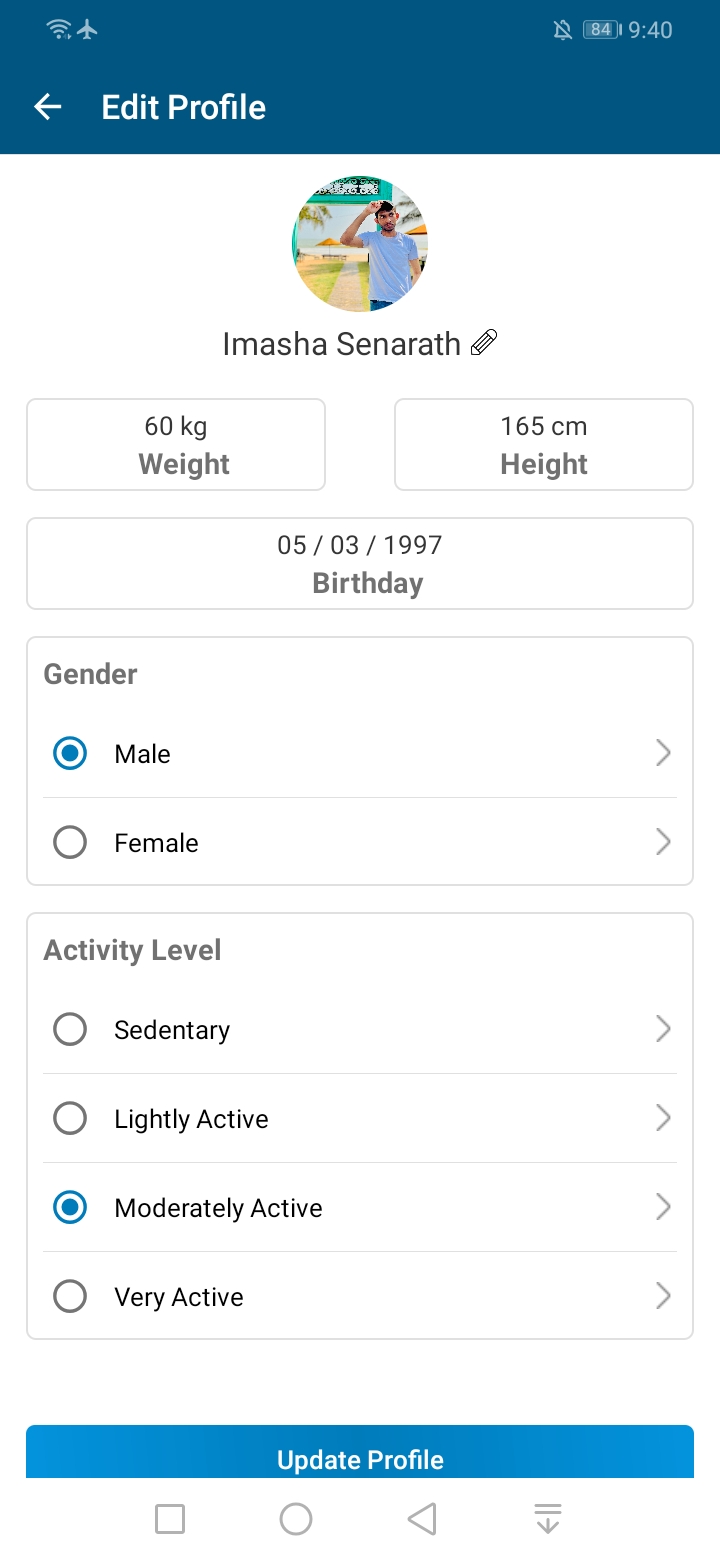 84 9:40
Edit Profile
Imasha Senarath
60 kg
Weight
165 cm
Height
05 / 03 / 1997
Birthday
Gender
Male
Female
Activity Level
Sedentary
Lightly Active
Moderately Active
Very Active
Update Profile